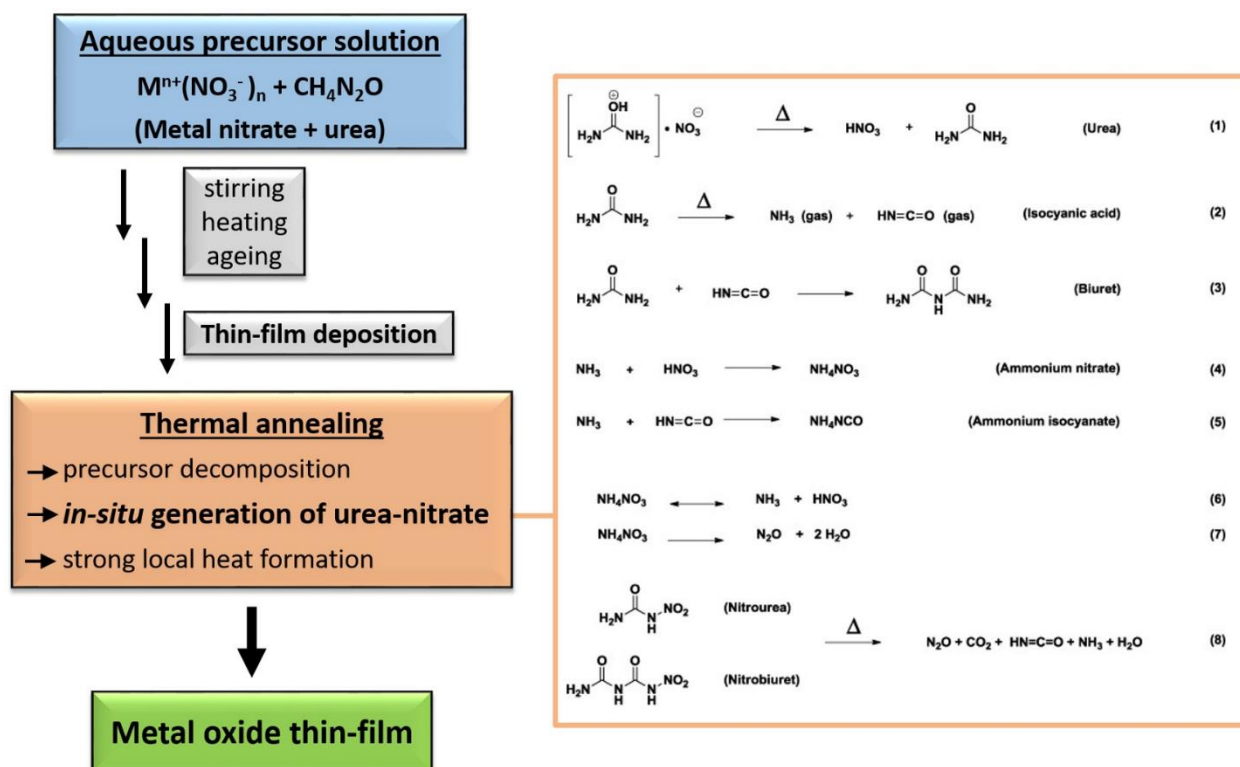 Aqueous precursor solution
Mⁿ⁺(NO₃⁻)ₙ + CH₄N₂O
(Metal nitrate + urea)
stirring
heating
ageing
Thin-film deposition
Thermal annealing
precursor decomposition
in-situ generation of urea-nitrate
strong local heat formation
Metal oxide thin-film
⊕ ⊖
OH
H₂N NH₂ • NO₃ Δ HNO₃ + O H₂N NH₂ (Urea) (1)
O
H₂N NH₂ Δ NH₃ (gas) + HN=C=O (gas) (Isocyanic acid) (2)
O O O
H₂N NH₂ + HN=C=O H₂N N H NH₂ (Biuret) (3)
NH₃ + HNO₃ NH₄NO₃ (Ammonium nitrate) (4)
NH₃ + HN=C=O NH₄NCO (Ammonium isocyanate) (5)
NH₄NO₃ NH₃ + HNO₃ (6)
NH₄NO₃ N₂O + 2 H₂O (7)
O
H₂N N H NO₂ (Nitrourea)
Δ N₂O + CO₂ + HN=C=O + NH₃ + H₂O (8)
O O
H₂N N H N H NO₂ (Nitrobiuret)